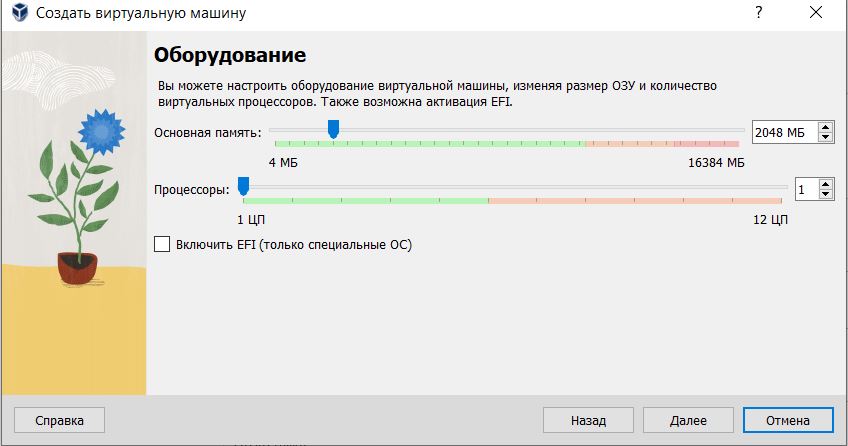 Создать виртуальную машину
?
Оборудование
Вы можете настроить оборудование виртуальной машины, изменяя размер ОЗУ и количество
виртуальных процессоров. Также возможна активация EFI.
Основная память:
2048 МБ
4 МБ
16384 МБ
Процессоры:
1
1 ЦП
12 ЦП
Включить EFI (только специальные ОС)
Справка
Назад
Далее
Отмена